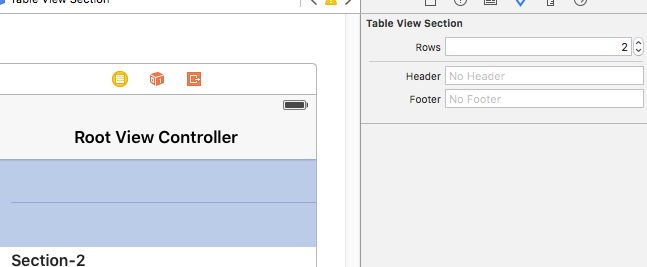 Table View Section
Table View Section
Rows 2
Header No Header
Footer No Footer
Root View Controller
Section-2